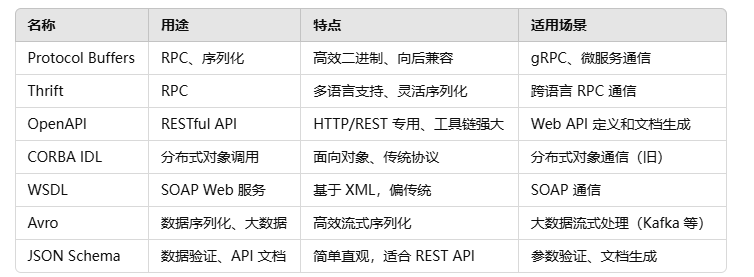 名称 用途 特点 适用场景
Protocol Buffers RPC、序列化 高效二进制、向后兼容 gRPC、微服务通信
Thrift RPC 多语言支持、灵活序列化 跨语言 RPC 通信
OpenAPI RESTful API HTTP/REST 专用、工具链强大 Web API 定义和文档生成
CORBA IDL 分布式对象调用 面向对象、传统协议 分布式对象通信（旧）
WSDL SOAP Web 服务 基于 XML，偏传统 SOAP 通信
Avro 数据序列化、大数据 高效流式序列化 大数据流式处理（Kafka 等）
JSON Schema 数据验证、API 文档 简单直观，适合 REST API 参数验证、文档生成